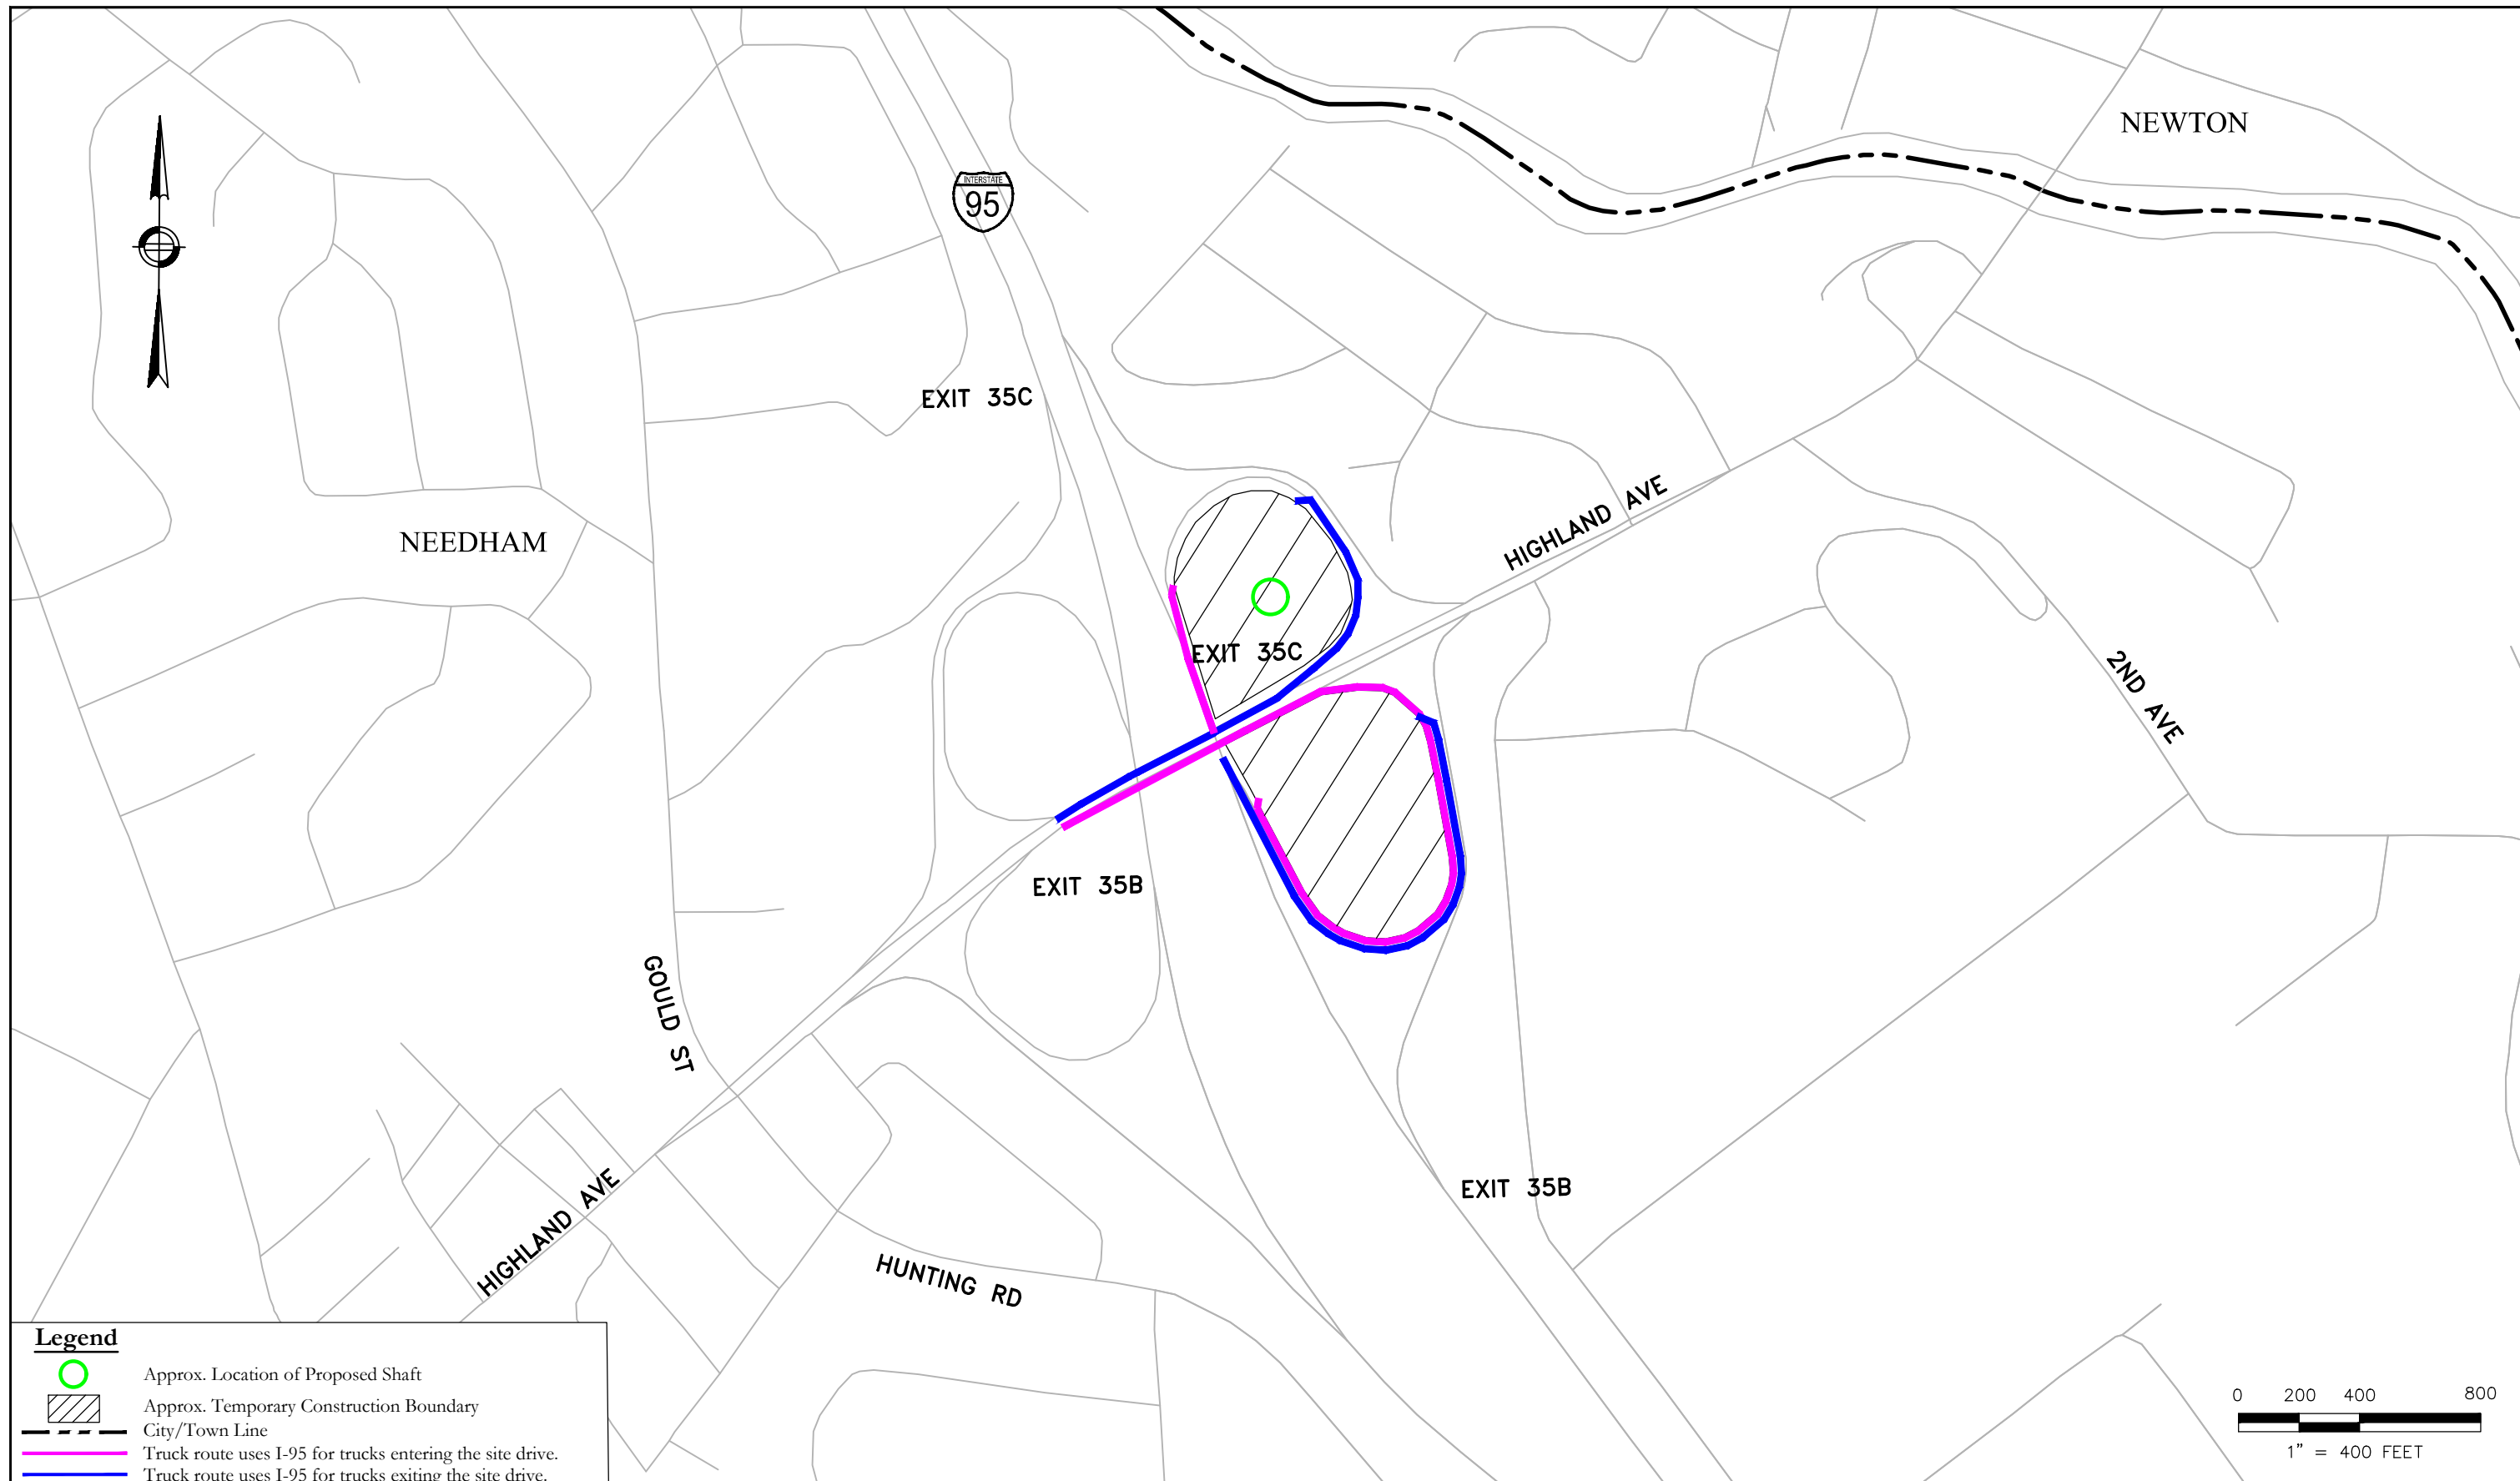 NEWTON
INTERSTATE
95
EXIT 35C
HIGHLAND AVE
NEEDHAM
EXIT 35C
2ND AVE
EXIT 35B
GOULD ST
EXIT 35B
HIGHLAND AVE
HUNTING RD
Legend
Approx. Location of Proposed Shaft
Approx. Temporary Construction Boundary
City/Town Line
Truck route uses I-95 for trucks entering the site drive.
Truck route uses I-95 for trucks exiting the site drive.
0 200 400 800
1" = 400 FEET